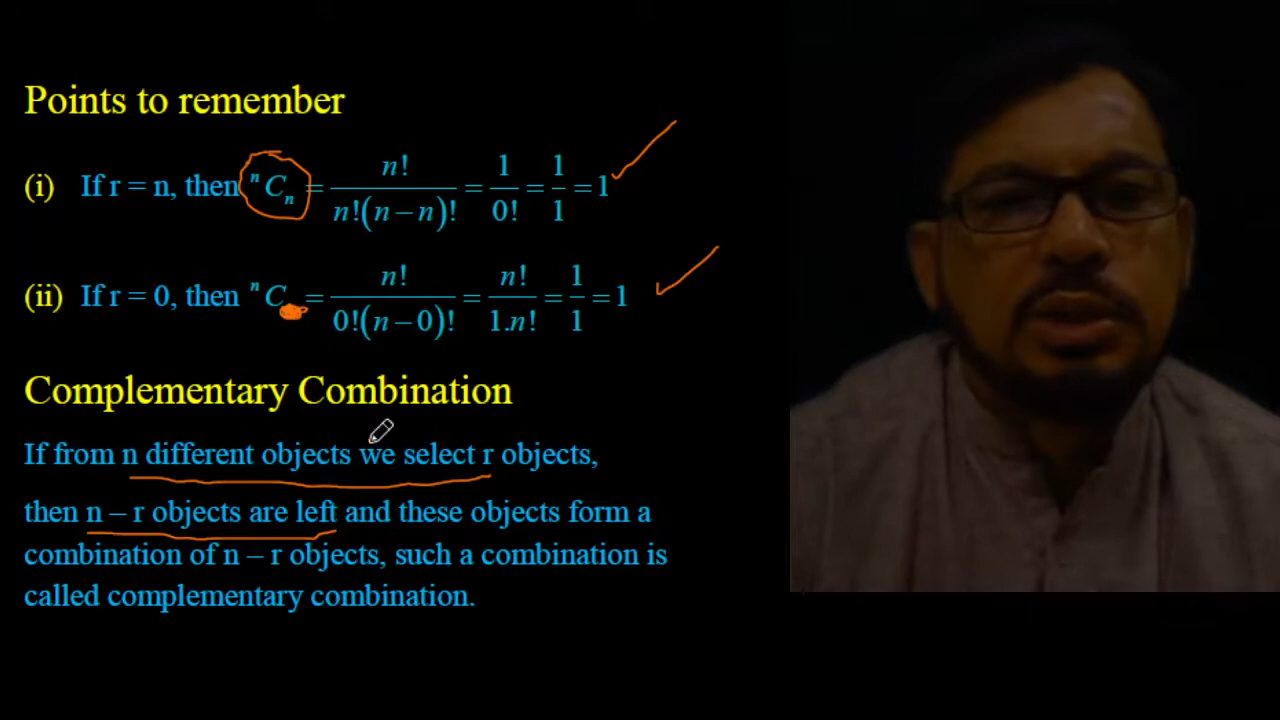 Points to remember
(i) If r = n, then ⁿCₙ = n!/(n!(n−n)!) = 1/0! = 1/1 = 1
(ii) If r = 0, then ⁿC = n!/(0!(n−0)!) = n!/(1.n!) = 1/1 = 1
Complementary Combination
If from n different objects we select r objects,
then n – r objects are left and these objects form a
combination of n – r objects, such a combination is
called complementary combination.